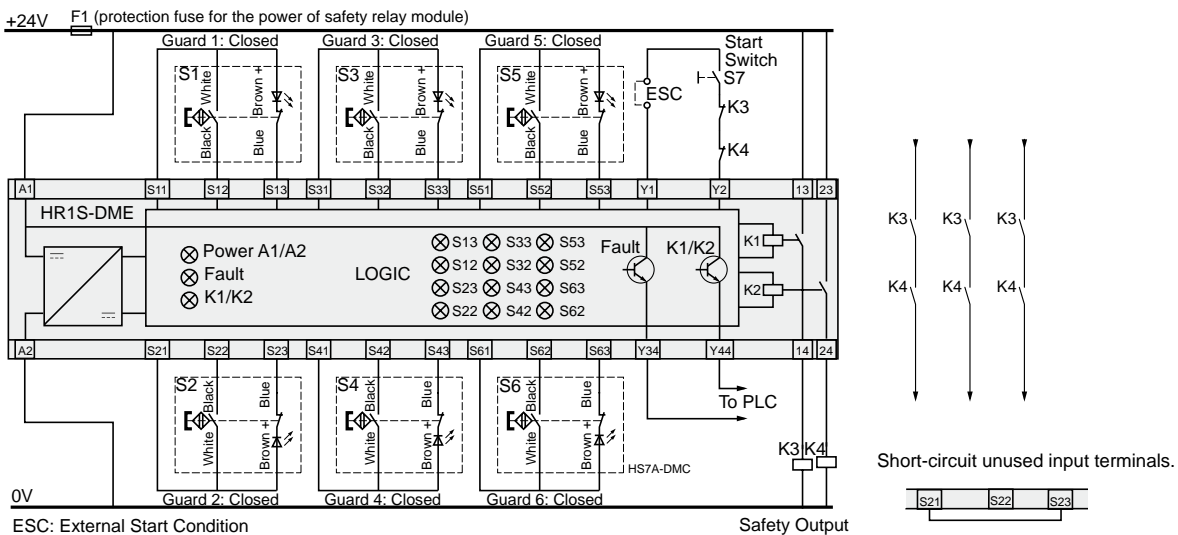 +24V F1 (protection fuse for the power of safety relay module)
Guard 1: Closed Guard 3: Closed Guard 5: Closed Start
Switch
S1 White Brown + S3 White Brown + S5 White Brown + S7
ESC
K3
Black Blue Black Blue Black Blue K4
A1 S11 S12 S13 S31 S32 S33 S51 S52 S53 Y1 Y2 13 23
HR1S-DME
K3 K3 K3
Power A1/A2 S13 S33 S53 Fault K1/K2 K1
Fault LOGIC S12 S32 S52
K1/K2 S23 S43 S63 K2
K4 K4 K4
S22 S42 S62
A2 S21 S22 S23 S41 S42 S43 S61 S62 S63 Y34 Y44 14 24
S2 Black Blue S4 Black Blue S6 Black Blue
To PLC
White Brown + White Brown + White Brown +
K3 K4
HS7A-DMC
Short-circuit unused input terminals.
0V Guard 2: Closed Guard 4: Closed Guard 6: Closed
S21 S22 S23
ESC: External Start Condition Safety Output